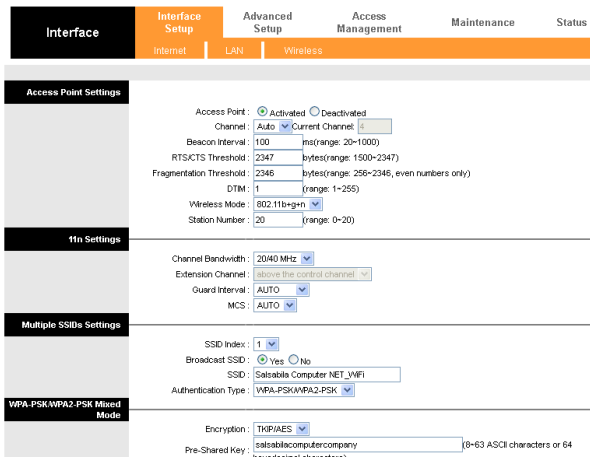 Interface
Interface Setup
Advanced Setup
Access Management
Maintenance
Status
Internet
LAN
Wireless
Access Point Settings
Access Point : Activated Deactivated
Channel : Auto Current Channel: 4
Beacon Interval : 100 ms(range: 20~1000)
RTS/CTS Threshold : 2347 bytes(range: 1500~2347)
Fragmentation Threshold : 2346 bytes(range: 256~2346, even numbers only)
DTIM : 1 (range: 1~255)
Wireless Mode : 802.11b+g+n
Station Number : 20 (range: 0~20)
11n Settings
Channel Bandwidth : 20/40 MHz
Extension Channel : above the control channel
Guard Interval : AUTO
MCS : AUTO
Multiple SSIDs Settings
SSID Index : 1
Broadcast SSID : Yes No
SSID : Salsabila Computer NET_WiFi
Authentication Type : WPA-PSK/WPA2-PSK
WPA-PSK/WPA2-PSK Mixed Mode
Encryption : TKIP/AES
Pre-Shared Key : salsabilacomputercompany (8~63 ASCII characters or 64
hexadecimal characters)